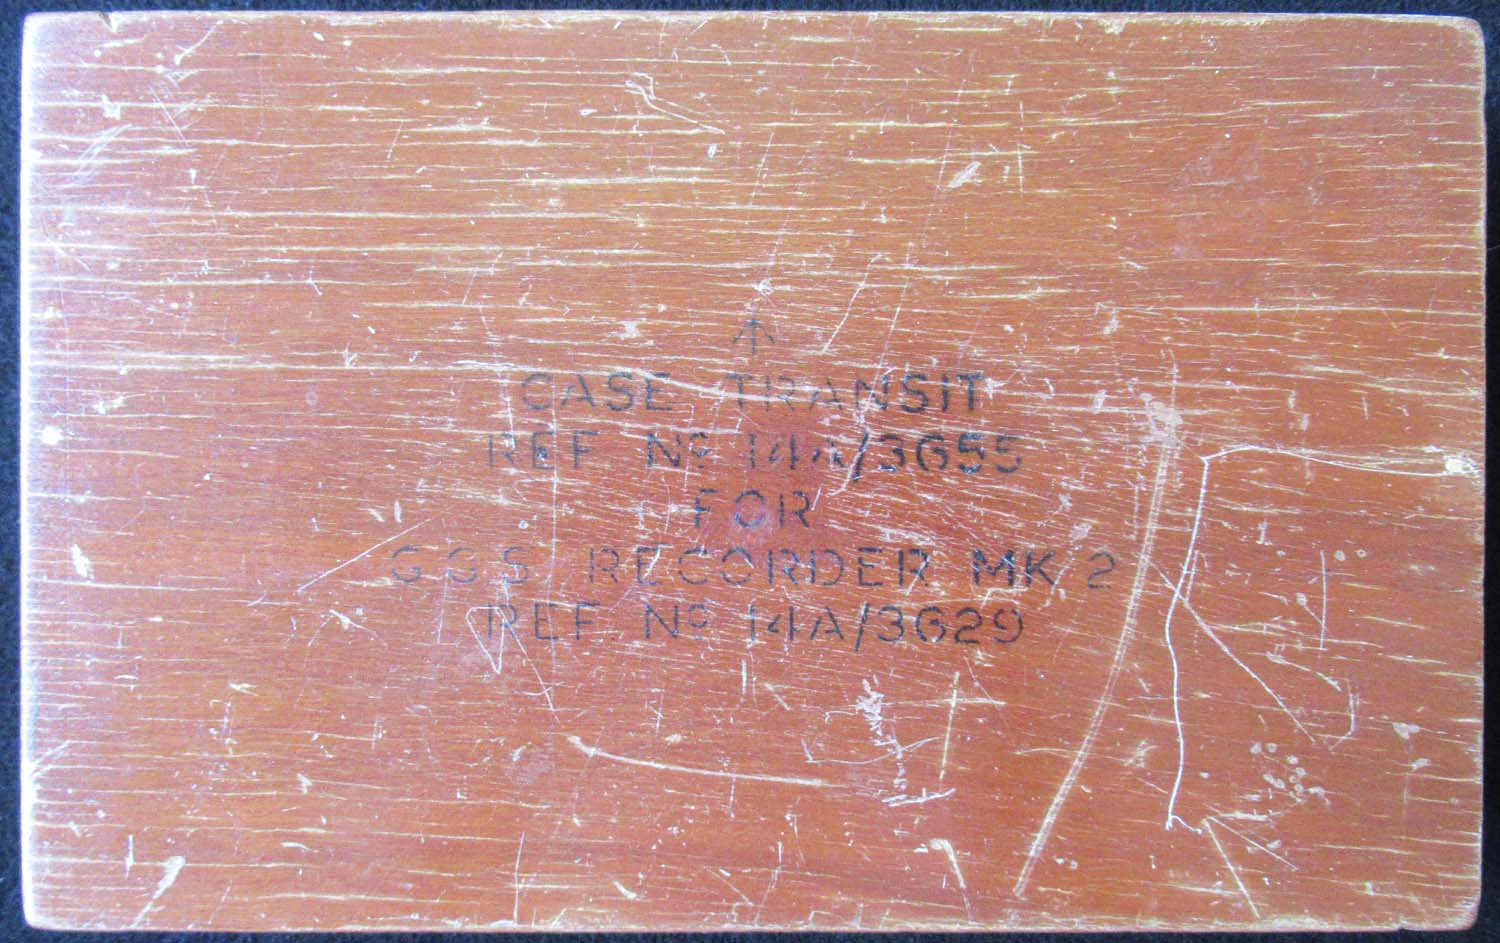 CASE TRANSIT
REF Nº 14A/3655
FOR
G G S RECORDER MK 2
REF Nº 14A/3629